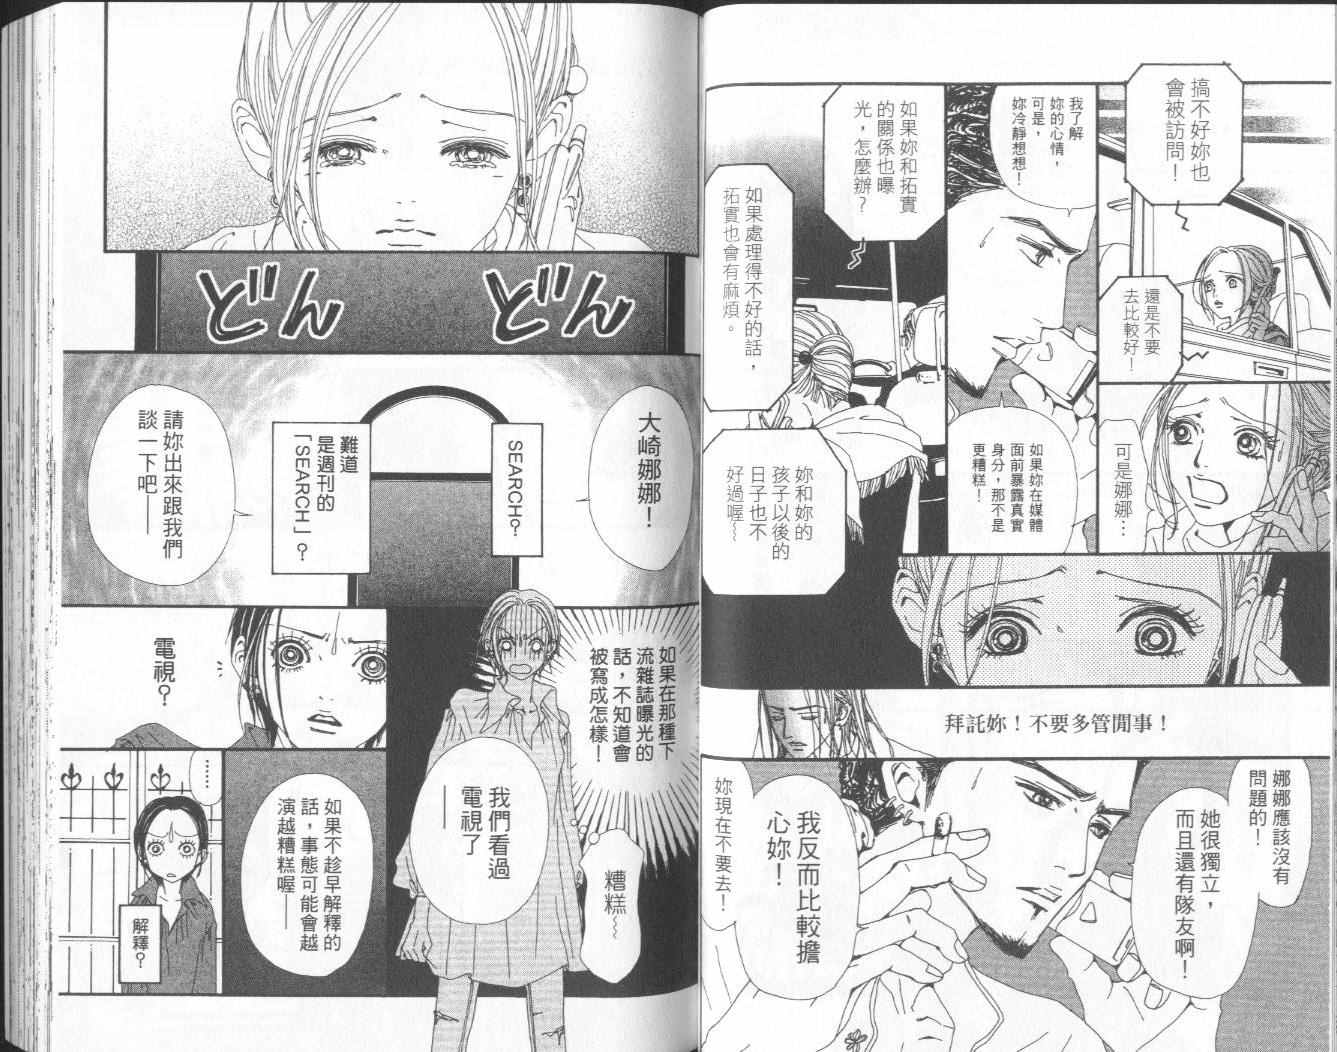 搞不好妳也
會被訪問！
還是不要
去比較好！
我了解
妳的心情，
可是，
妳冷靜想想！
如果妳在媒體
面前暴露真實
身分，那不是
更糟糕！
可是娜娜…
如果妳和拓實
的關係也曝
光，怎麼辦？
如果處理得不好的話，
拓實也會有麻煩。
妳和妳的
孩子以後的
日子也不
好過喔～
拜託妳！不要多管閒事！
娜娜應該沒有
問題的！
她很獨立，
而且還有隊友啊！
我反而比較擔
心妳！
妳現在不要去！
どん
どん
大崎娜娜！
SEARCH？
難道
是週刊的
「SEARCH」？
請妳出來跟我們
談一下吧——
如果在那種下
流雜誌曝光的
話，不知道會
被寫成怎樣！
糟糕～
我們看過
電視了
——
電視？
如果不趁早解釋的
話，事態可能會越
演越糟糕喔——
……
解釋？